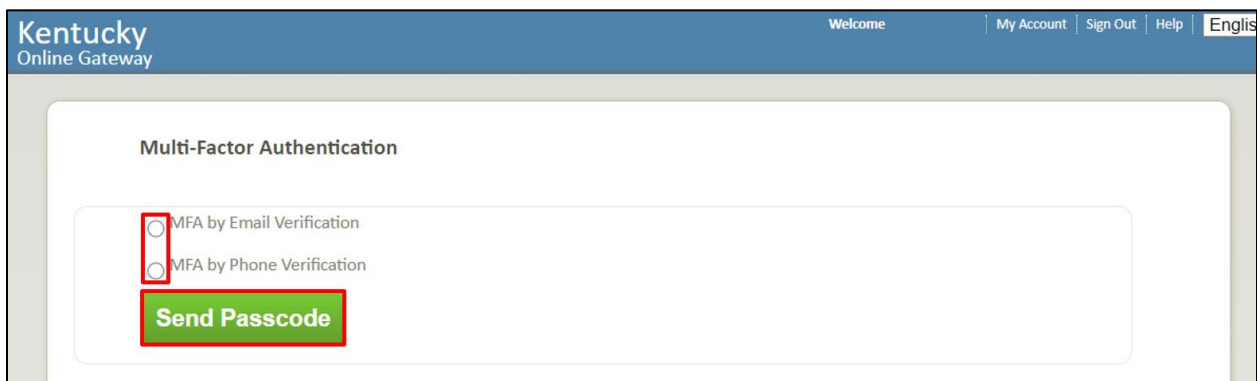 Kentucky
Online Gateway
Welcome
My Account
Sign Out
Help
Englis
Multi-Factor Authentication
MFA by Email Verification
MFA by Phone Verification
Send Passcode